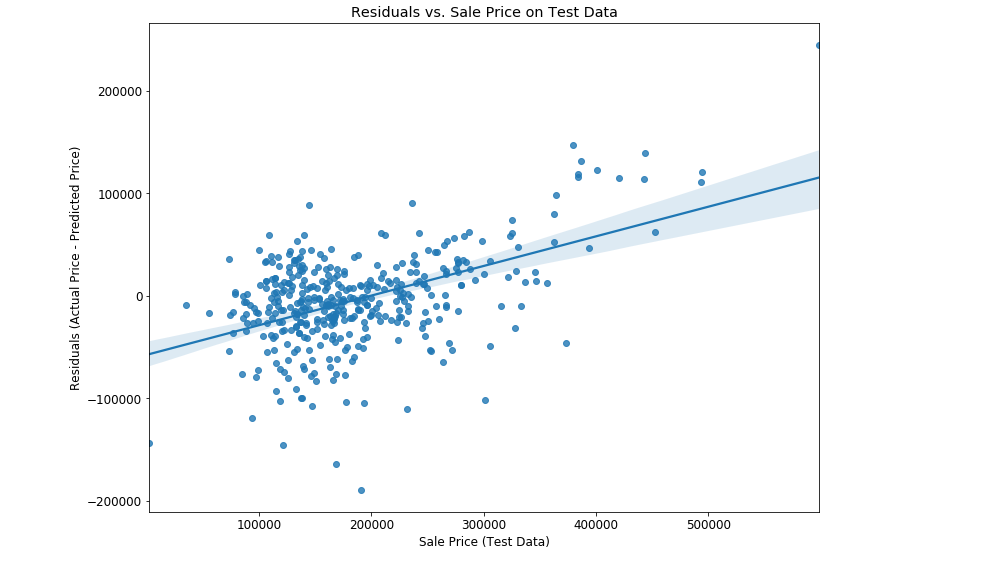 Residuals vs. Sale Price on Test Data
200000
100000
0
−100000
−200000
Residuals (Actual Price - Predicted Price)
100000 200000 300000 400000 500000
Sale Price (Test Data)